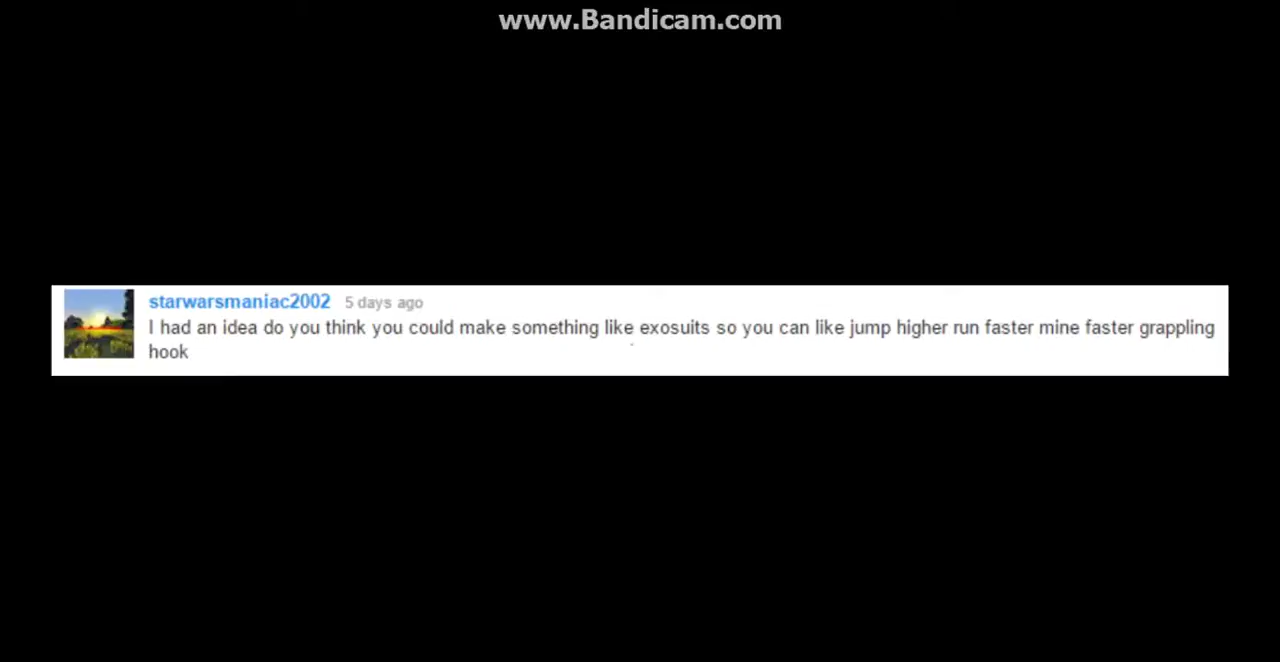 www.Bandicam.com
starwarsmaniac2002 5 days ago
I had an idea do you think you could make something like exosuits so you can like jump higher run faster mine faster grappling
hook